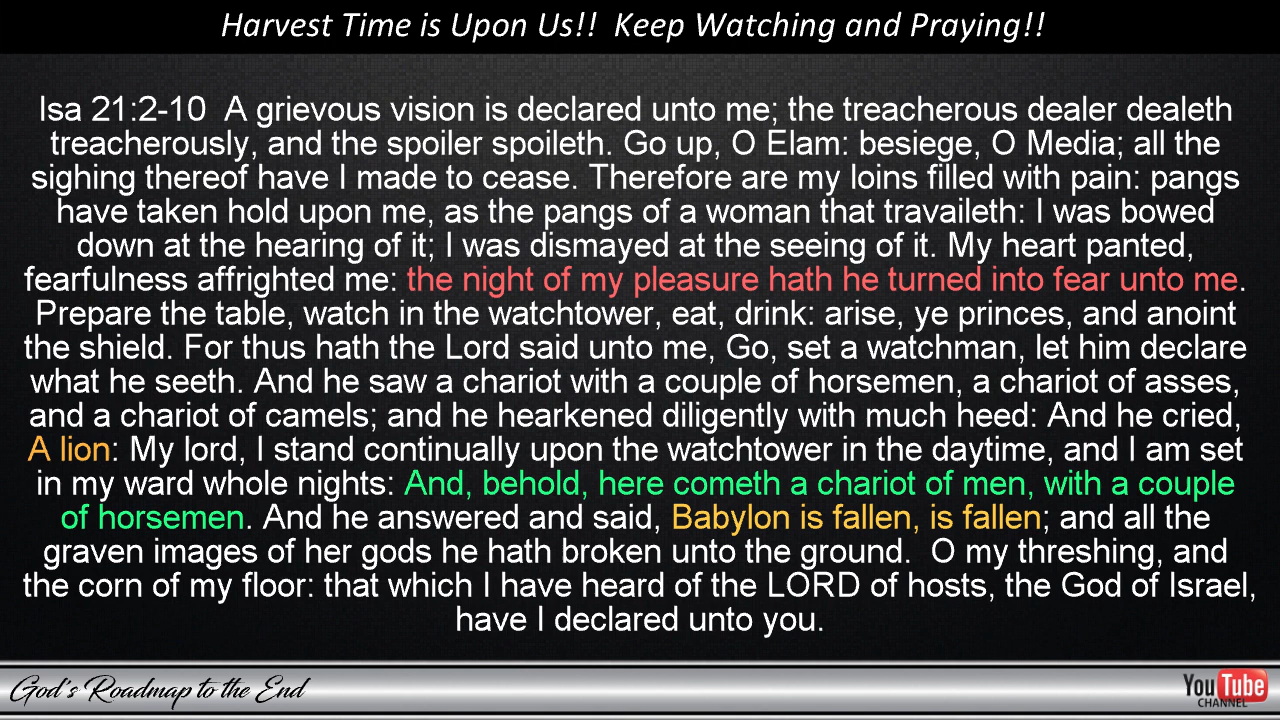 Harvest Time is Upon Us!!  Keep Watching and Praying!!
Isa 21:2-10  A grievous vision is declared unto me; the treacherous dealer dealeth
treacherously, and the spoiler spoileth. Go up, O Elam: besiege, O Media; all the
sighing thereof have I made to cease. Therefore are my loins filled with pain: pangs
have taken hold upon me, as the pangs of a woman that travaileth: I was bowed
down at the hearing of it; I was dismayed at the seeing of it. My heart panted,
fearfulness affrighted me: the night of my pleasure hath he turned into fear unto me.
Prepare the table, watch in the watchtower, eat, drink: arise, ye princes, and anoint
the shield. For thus hath the Lord said unto me, Go, set a watchman, let him declare
what he seeth. And he saw a chariot with a couple of horsemen, a chariot of asses,
and a chariot of camels; and he hearkened diligently with much heed: And he cried,
A lion: My lord, I stand continually upon the watchtower in the daytime, and I am set
in my ward whole nights: And, behold, here cometh a chariot of men, with a couple
of horsemen. And he answered and said, Babylon is fallen, is fallen; and all the
graven images of her gods he hath broken unto the ground.  O my threshing, and
the corn of my floor: that which I have heard of the LORD of hosts, the God of Israel,
have I declared unto you.
God's Roadmap to the End
YouTube
CHANNEL